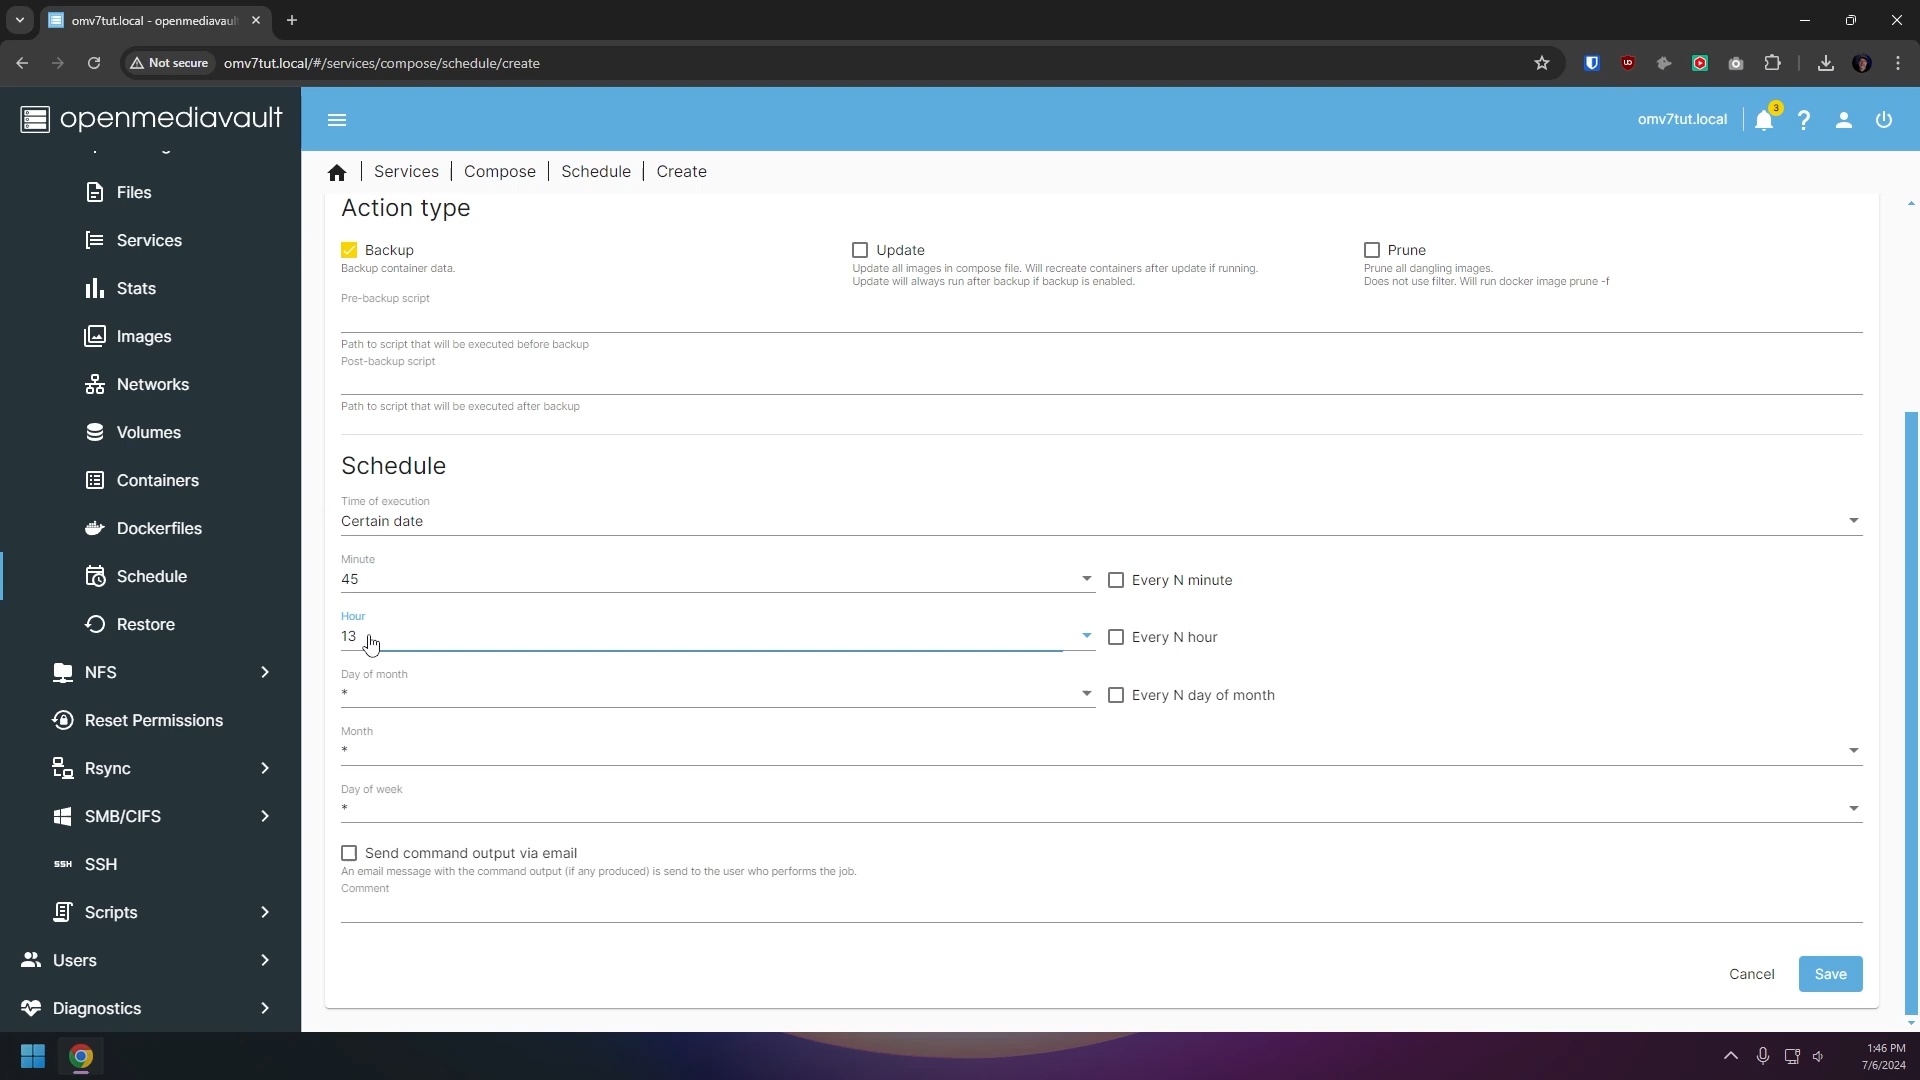 omv7tut.local - openmediavaul
Not secure
omv7tut.local/#/services/compose/schedule/create
openmediavault
omv7tut.local
3
Services | Compose | Schedule | Create
Files
Services
Stats
Images
Networks
Volumes
Containers
Dockerfiles
Schedule
Restore
NFS
Reset Permissions
Rsync
SMB/CIFS
SSH
SSH
Scripts
Users
Diagnostics
Action type
Backup
Backup container data.
Update
Update all images in compose file. Will recreate containers after update if running.
Update will always run after backup if backup is enabled.
Prune
Prune all dangling images.
Does not use filter. Will run docker image prune -f
Pre-backup script
Path to script that will be executed before backup
Post-backup script
Path to script that will be executed after backup
Schedule
Time of execution
Certain date
Minute
45
Every N minute
Hour
13
Every N hour
Day of month
*
Every N day of month
Month
*
Day of week
*
Send command output via email
An email message with the command output (if any produced) is send to the user who performs the job.
Comment
Cancel
Save
1:46 PM
7/6/2024